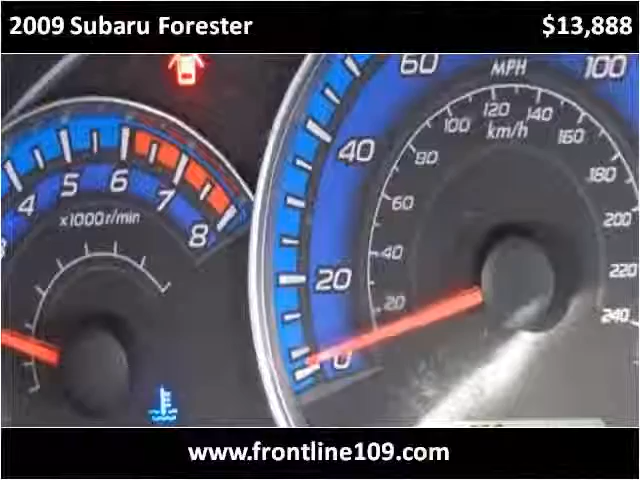 2009 Subaru Forester $13,888
60 MPH 100
120 140
100 km/h 160
80 180
40
60 200
40 220
20 20 240
0
4 5 6 7 8
x1000r/min
www.frontline109.com